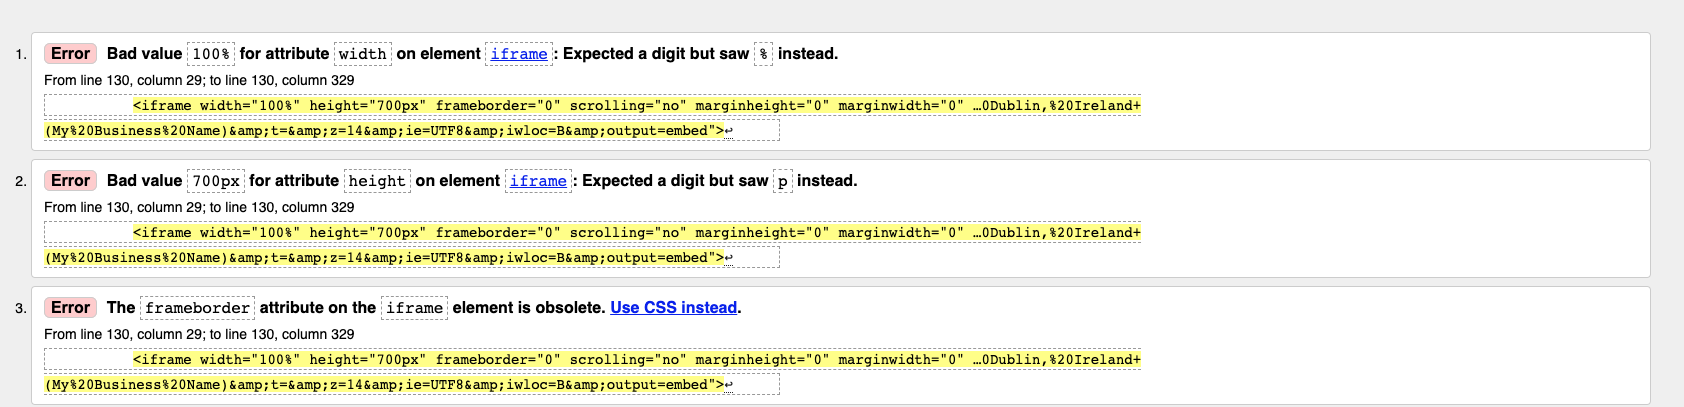 1. Error Bad value 100% for attribute width on element iframe: Expected a digit but saw % instead.
From line 130, column 29; to line 130, column 329
<iframe width="100%" height="700px" frameborder="0" scrolling="no" marginheight="0" marginwidth="0" …0Dublin,%20Ireland+
(My%20Business%20Name)&amp;t=&amp;z=14&amp;ie=UTF8&amp;iwloc=B&amp;output=embed">↩
2. Error Bad value 700px for attribute height on element iframe: Expected a digit but saw p instead.
From line 130, column 29; to line 130, column 329
<iframe width="100%" height="700px" frameborder="0" scrolling="no" marginheight="0" marginwidth="0" …0Dublin,%20Ireland+
(My%20Business%20Name)&amp;t=&amp;z=14&amp;ie=UTF8&amp;iwloc=B&amp;output=embed">↩
3. Error The frameborder attribute on the iframe element is obsolete. Use CSS instead.
From line 130, column 29; to line 130, column 329
<iframe width="100%" height="700px" frameborder="0" scrolling="no" marginheight="0" marginwidth="0" …0Dublin,%20Ireland+
(My%20Business%20Name)&amp;t=&amp;z=14&amp;ie=UTF8&amp;iwloc=B&amp;output=embed">↩